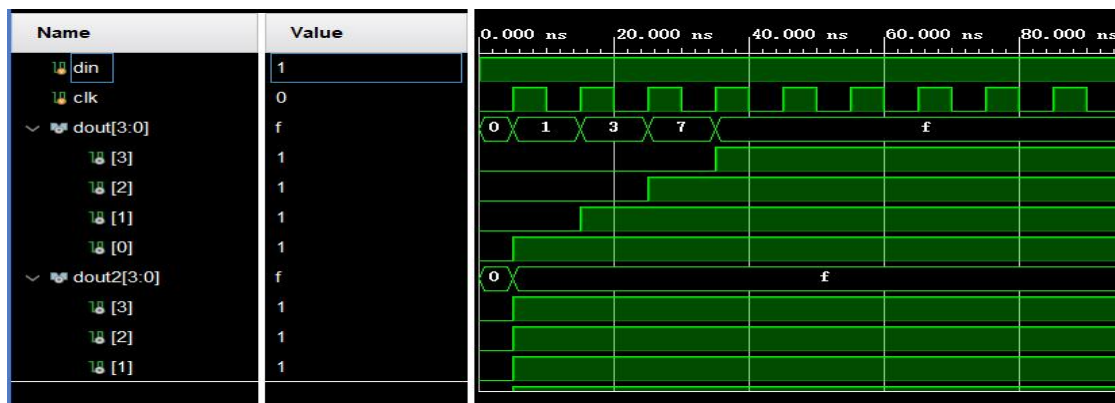 Name Value 0.000 ns 20.000 ns 40.000 ns 60.000 ns 80.000 ns
din 1
clk 0
dout[3:0] f 0 1 3 7 f
[3] 1
[2] 1
[1] 1
[0] 1
dout2[3:0] f 0 f
[3] 1
[2] 1
[1] 1